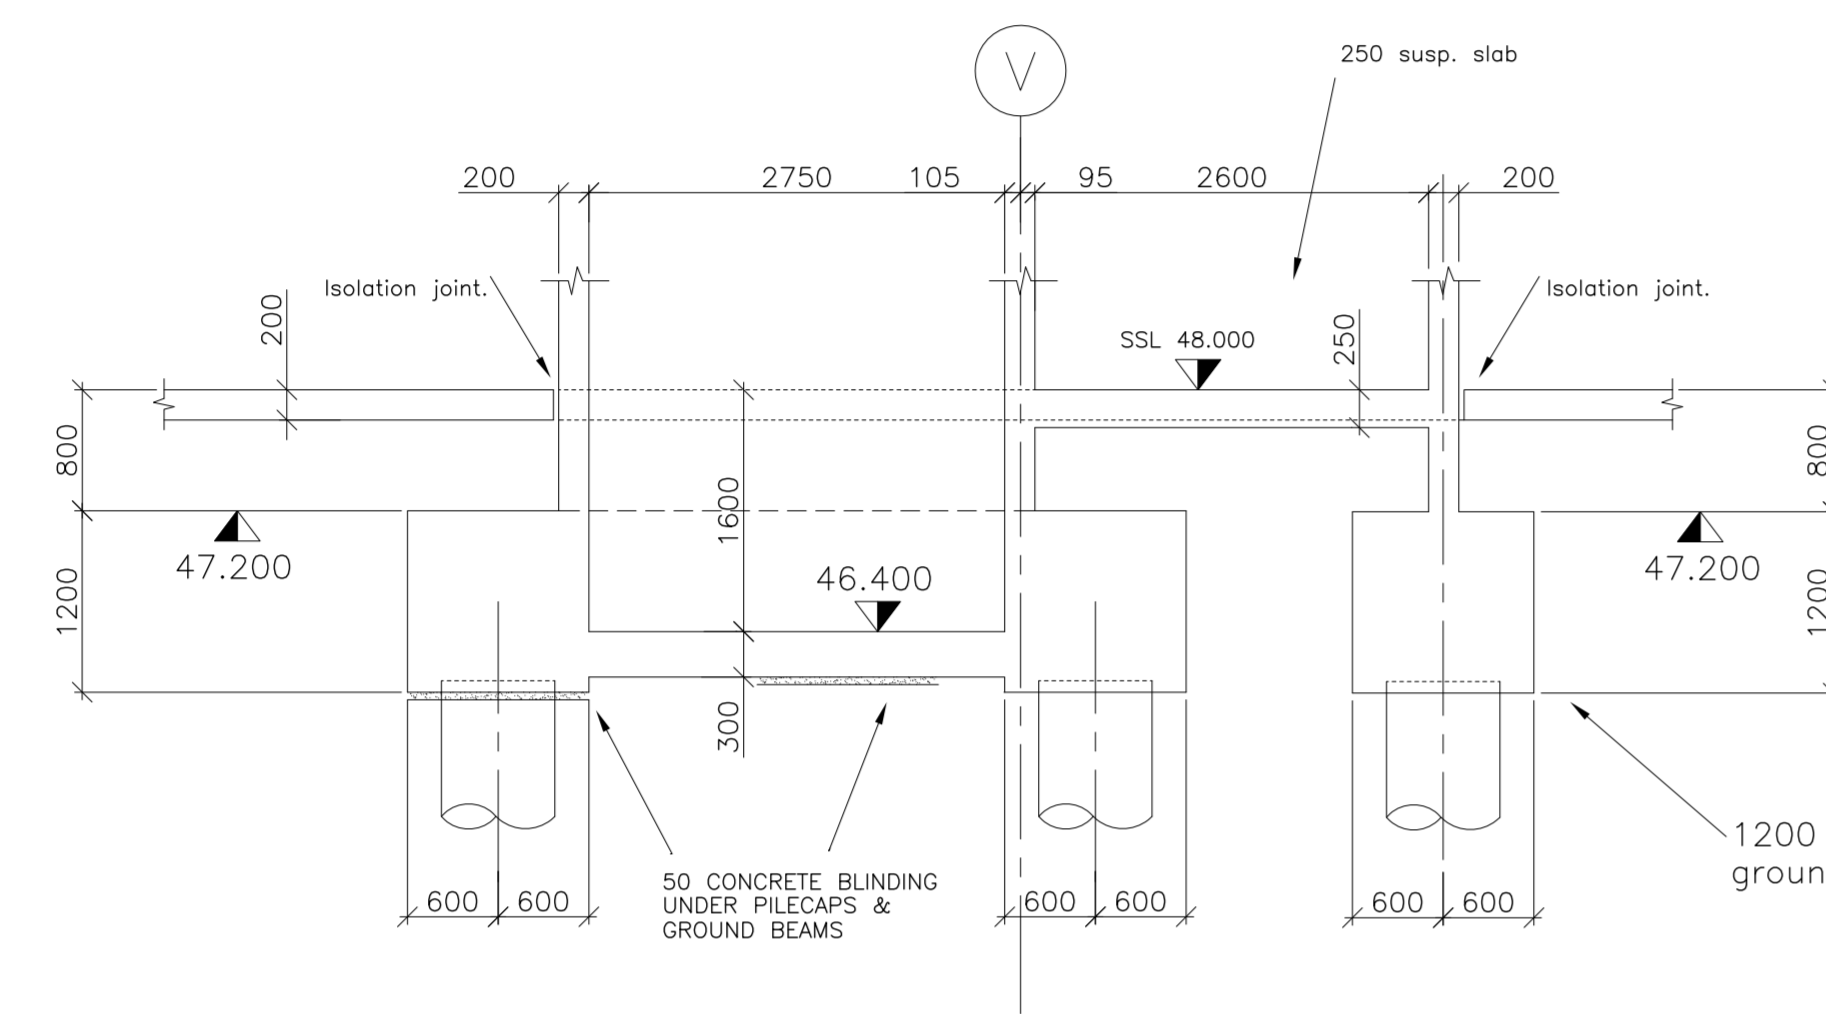 V
250 susp. slab
200 2750 105 95 2600 200
Isolation joint.
Isolation joint.
200
SSL 48.000
250
800
800
1600
47.200
46.400
47.200
1200
1200
300
1200
groun
50 CONCRETE BLINDING
UNDER PILECAPS &
GROUND BEAMS
600 600 600 600 600 600